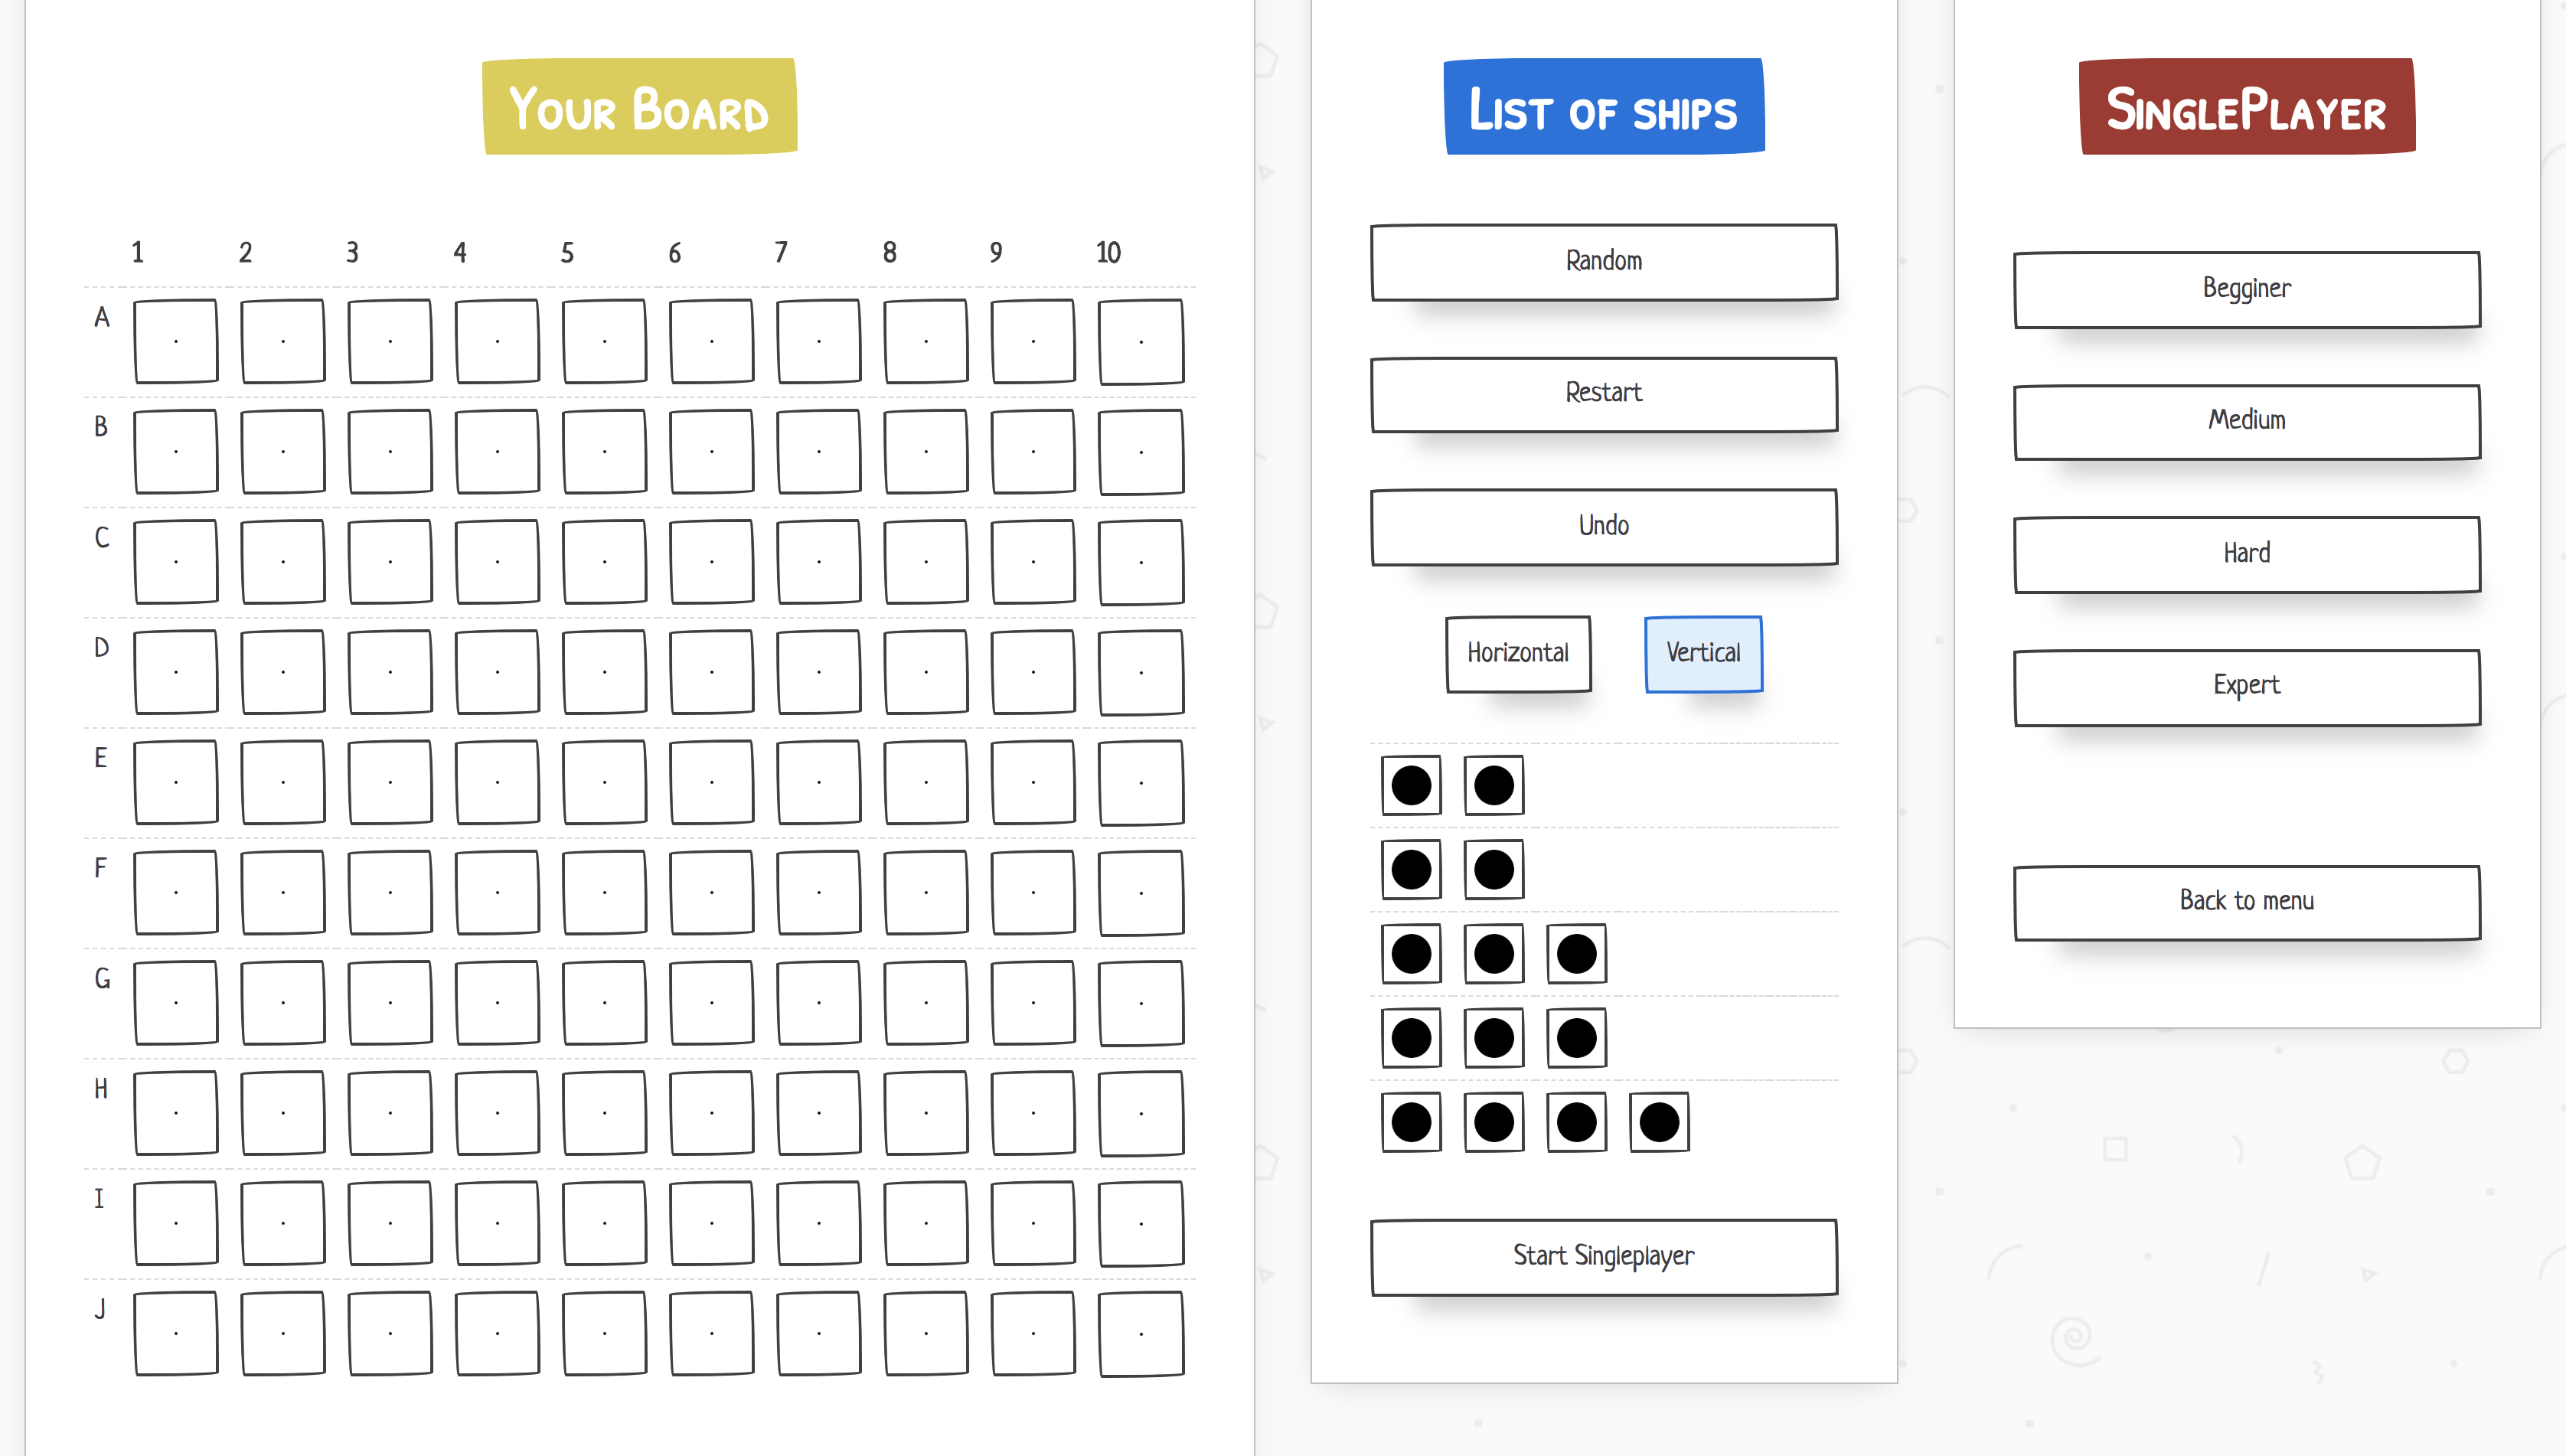 Your Board
1 2 3 4 5 6 7 8 9 10
A
B
C
D
E
F
G
H
I
J
List of ships
Random
Restart
Undo
Horizontal Vertical
Start Singleplayer
SinglePlayer
Begginer
Medium
Hard
Expert
Back to menu